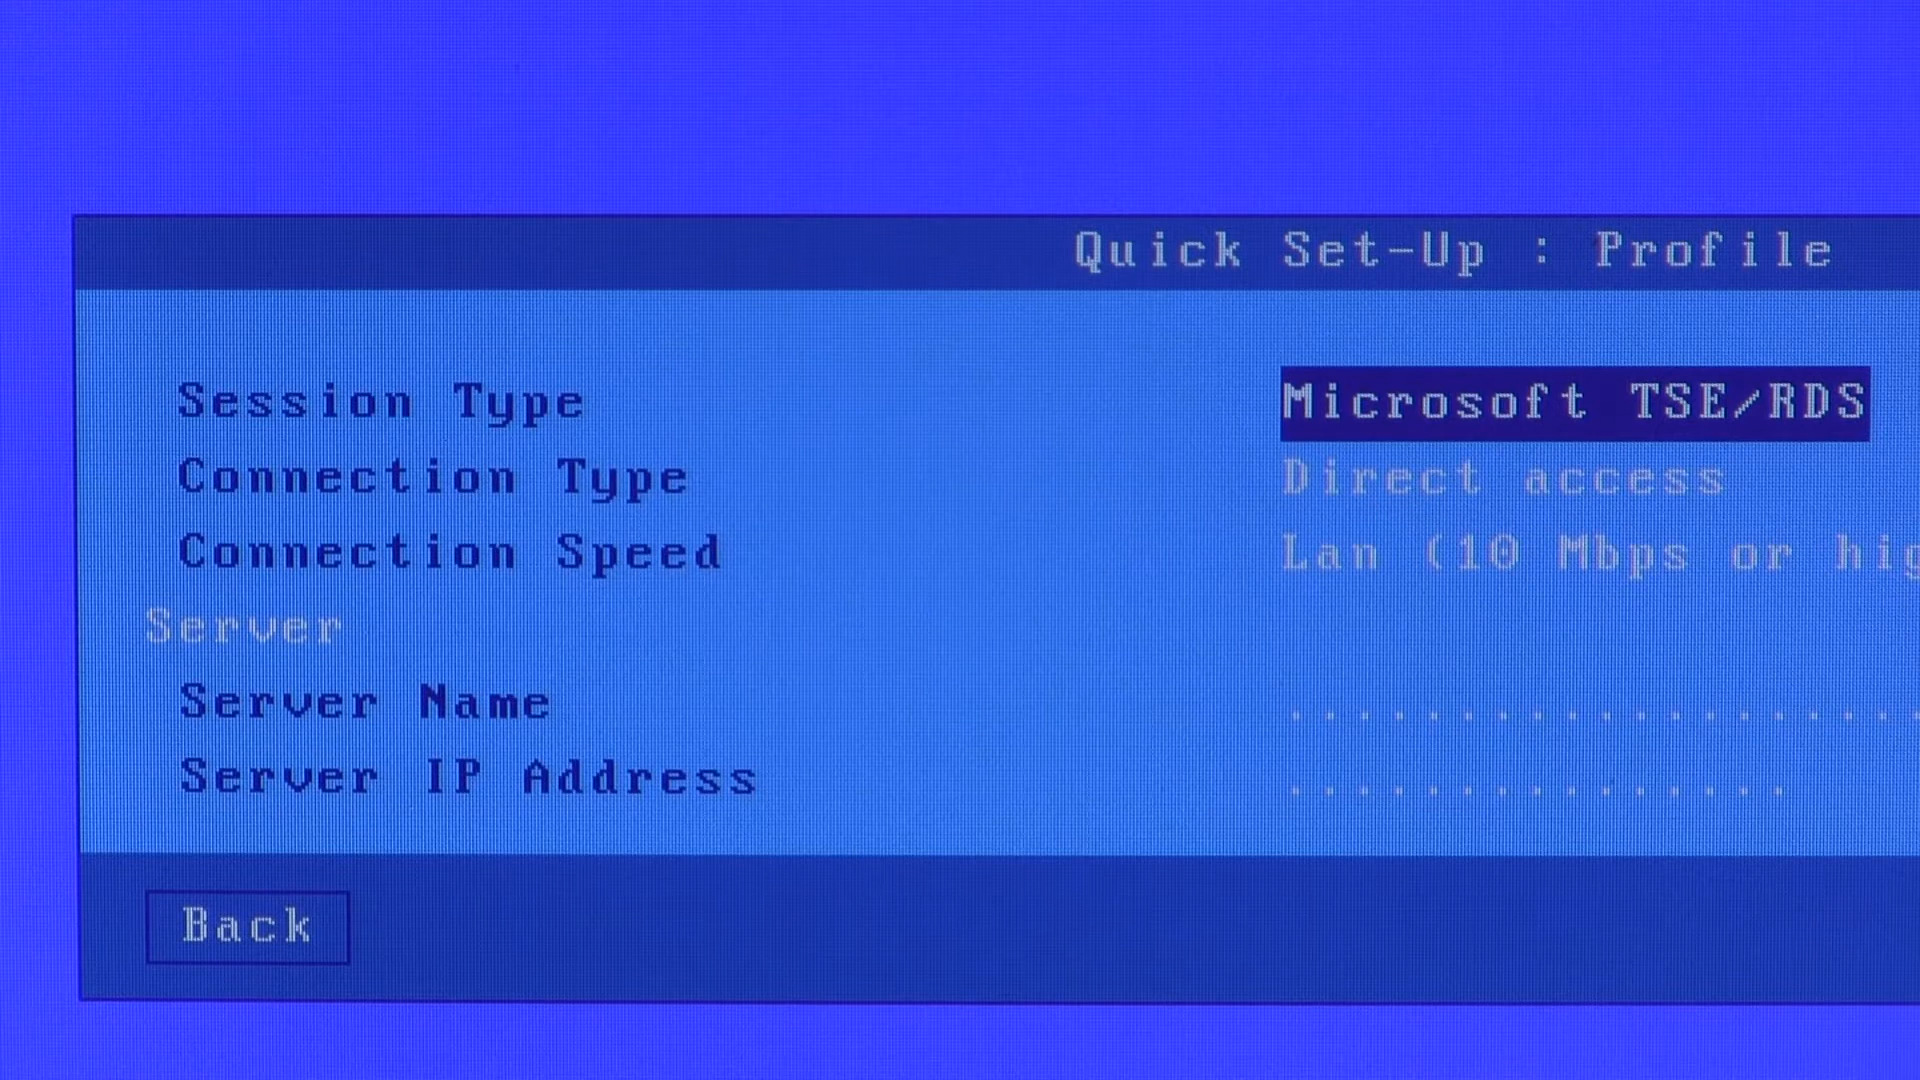 Quick Set-Up : Profile
Session Type Microsoft TSE/RDS
Connection Type Direct access
Connection Speed Lan (10 Mbps or hig
Server
Server Name ...................
Server IP Address ...............
Back